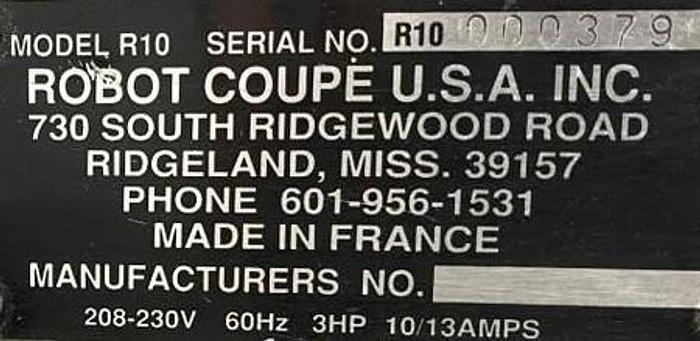 MODEL R10 SERIAL NO. R10 000379
ROBOT COUPE U.S.A. INC.
730 SOUTH RIDGEWOOD ROAD
RIDGELAND, MISS. 39157
PHONE 601-956-1531
MADE IN FRANCE
MANUFACTURERS NO.
208-230V 60Hz 3HP 10/13AMPS